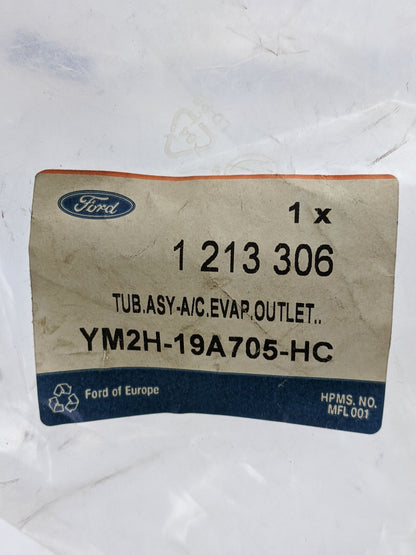 Ford
1 x
1 213 306
TUB.ASY-A/C.EVAP.OUTLET..
YM2H-19A705-HC
Ford of Europe
HPMS. NO.
MFL 001